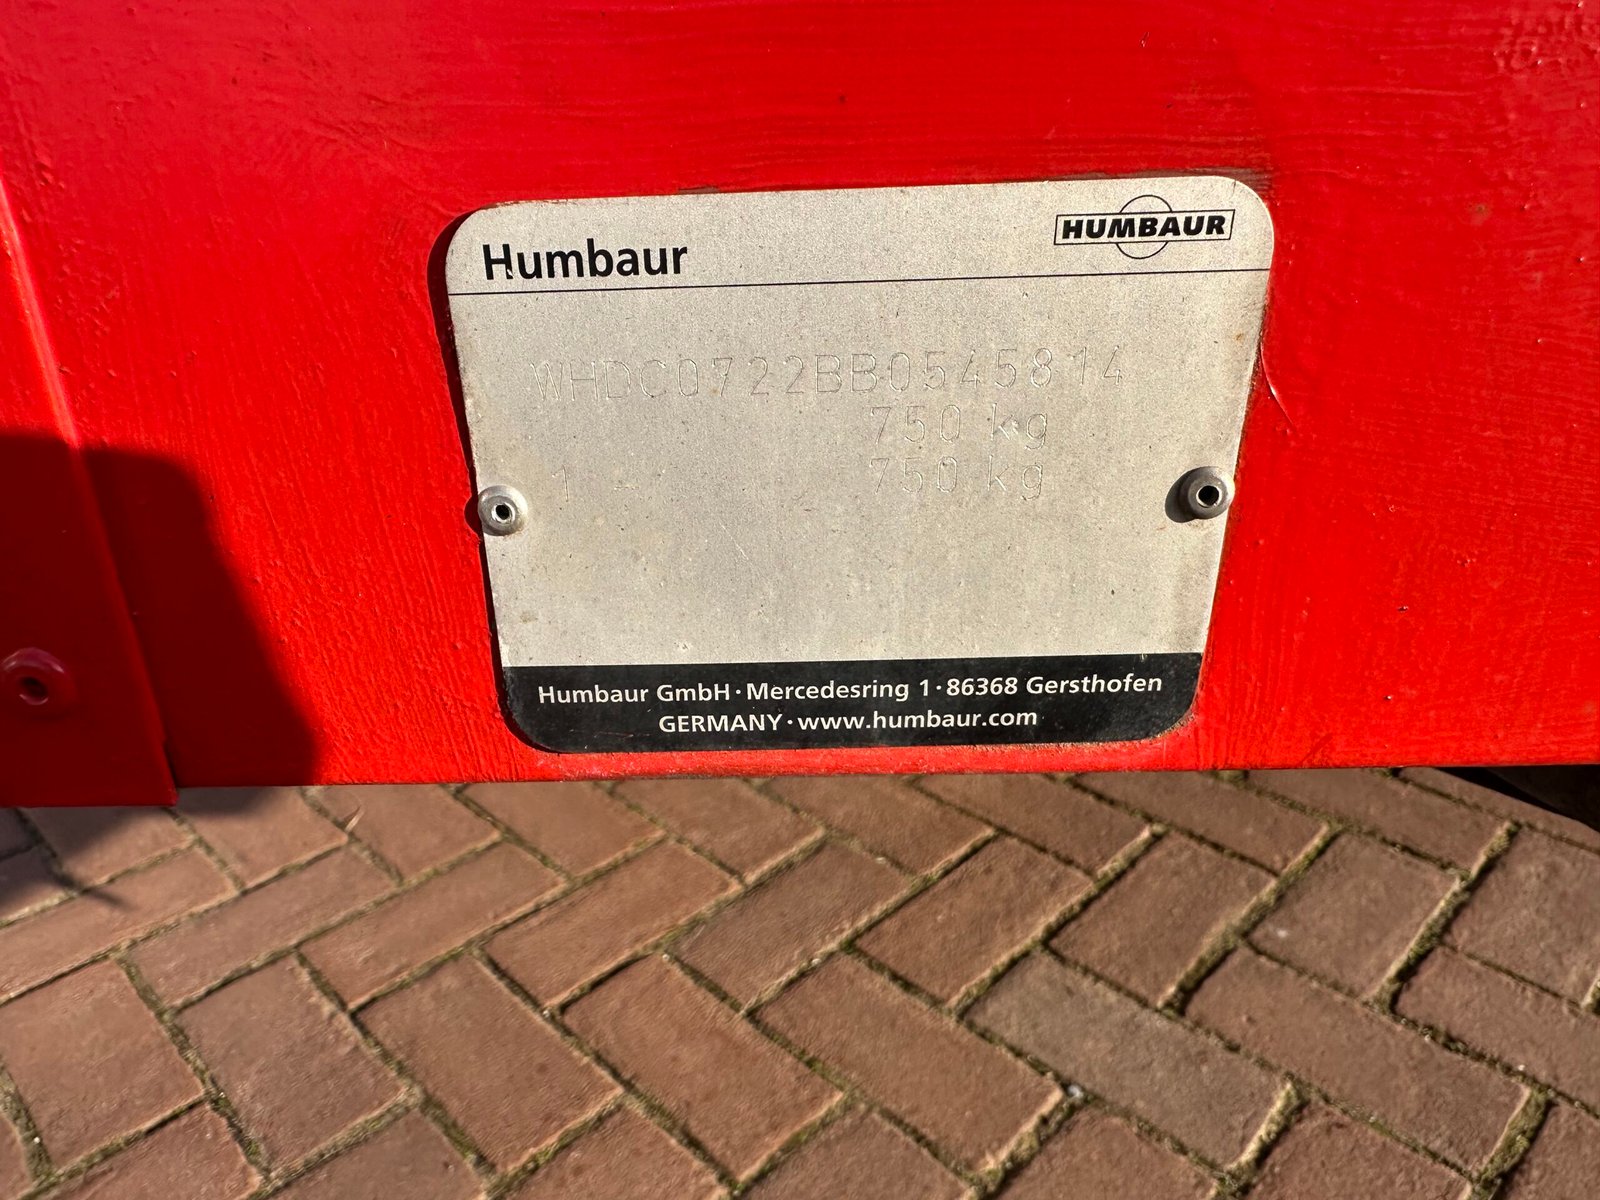 Humbaur
HUMBAUR
WHDC0722BB0545814
750 kg
1 - 750 kg
Humbaur GmbH · Mercedesring 1 · 86368 Gersthofen
GERMANY · www.humbaur.com